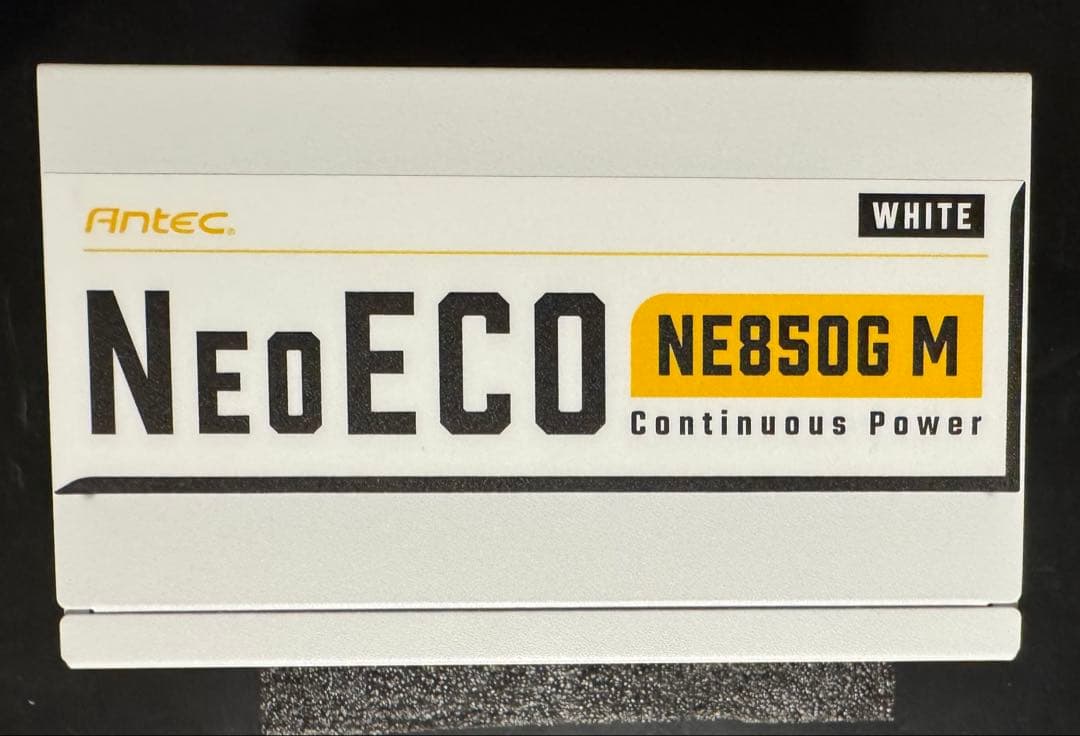 Antec
WHITE
NEOECO
NE850G M
Continuous Power